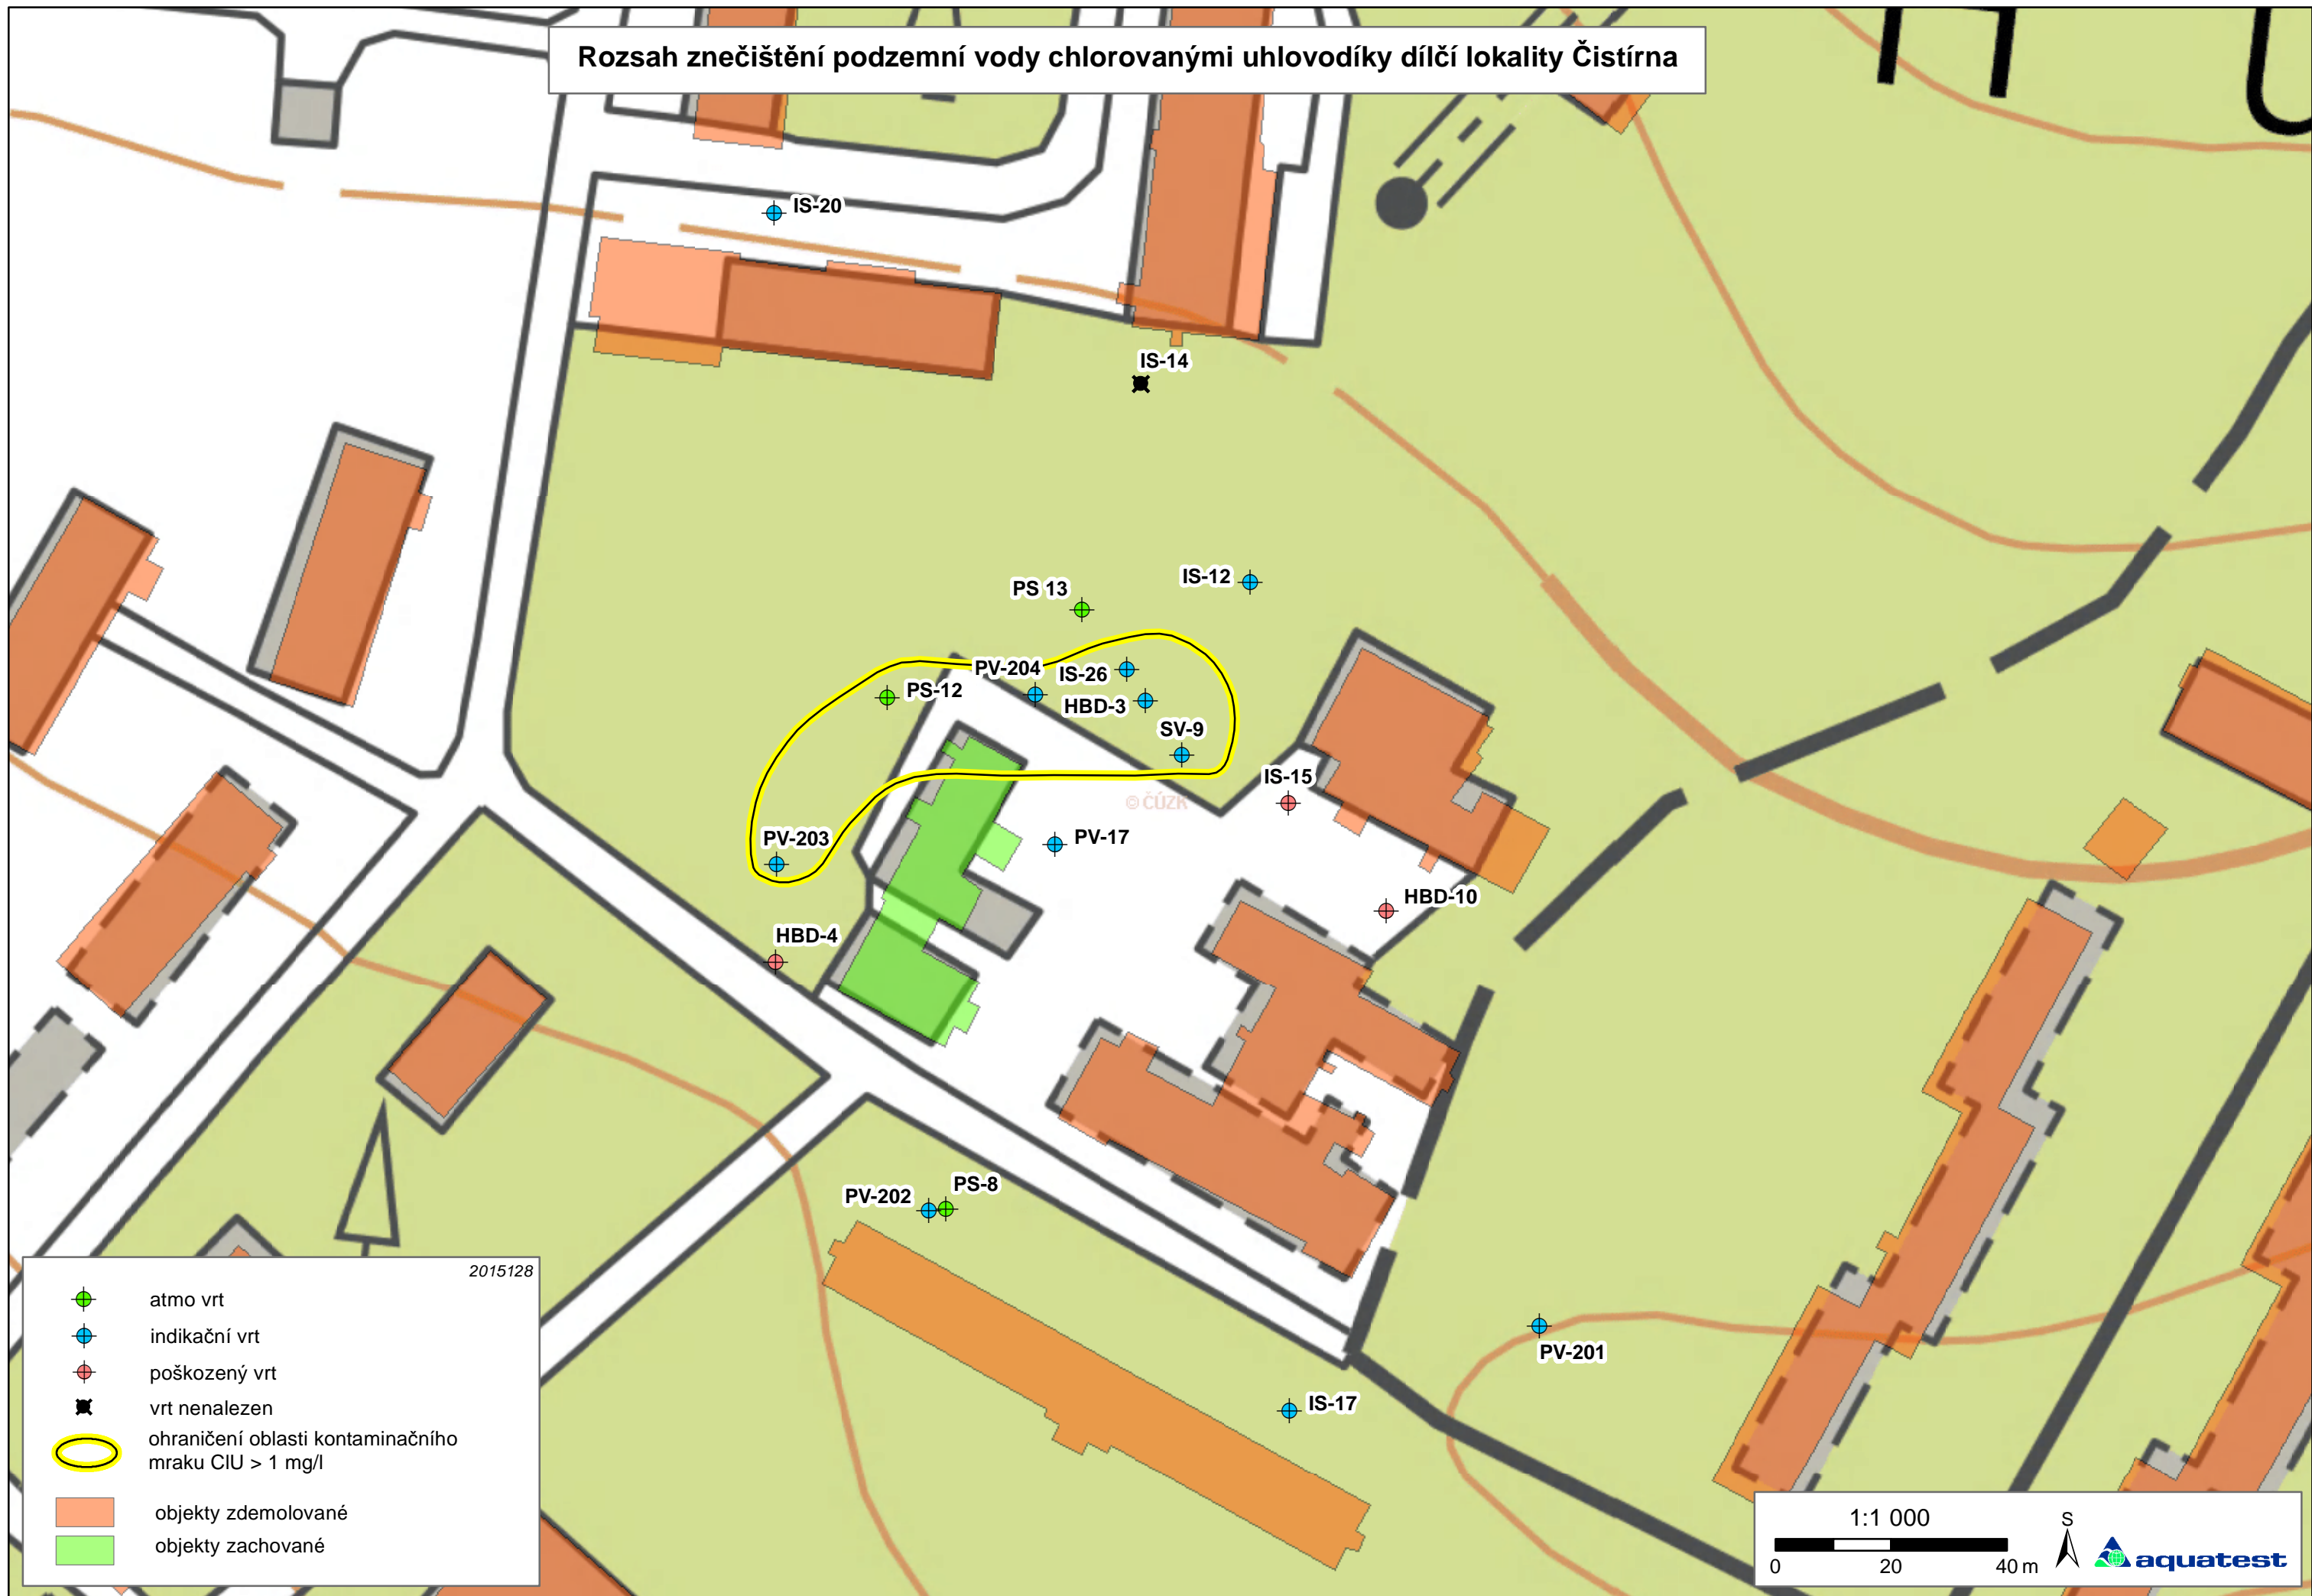 Rozsah znečištění podzemní vody chlorovanými uhlovodíky dílčí lokality Čistírna
IS-20
IS-14
IS-12
PS 13
PV-204
IS-26
PS-12
HBD-3
SV-9
IS-15
© ČÚZK
PV-203
PV-17
HBD-10
HBD-4
PS-8
PV-202
PV-201
IS-17
2015128
atmo vrt
indikační vrt
poškozený vrt
vrt nenalezen
ohraničení oblasti kontaminačního
mraku ClU > 1 mg/l
objekty zdemolované
objekty zachované
1:1 000
0 20 40 m
S
aquatest